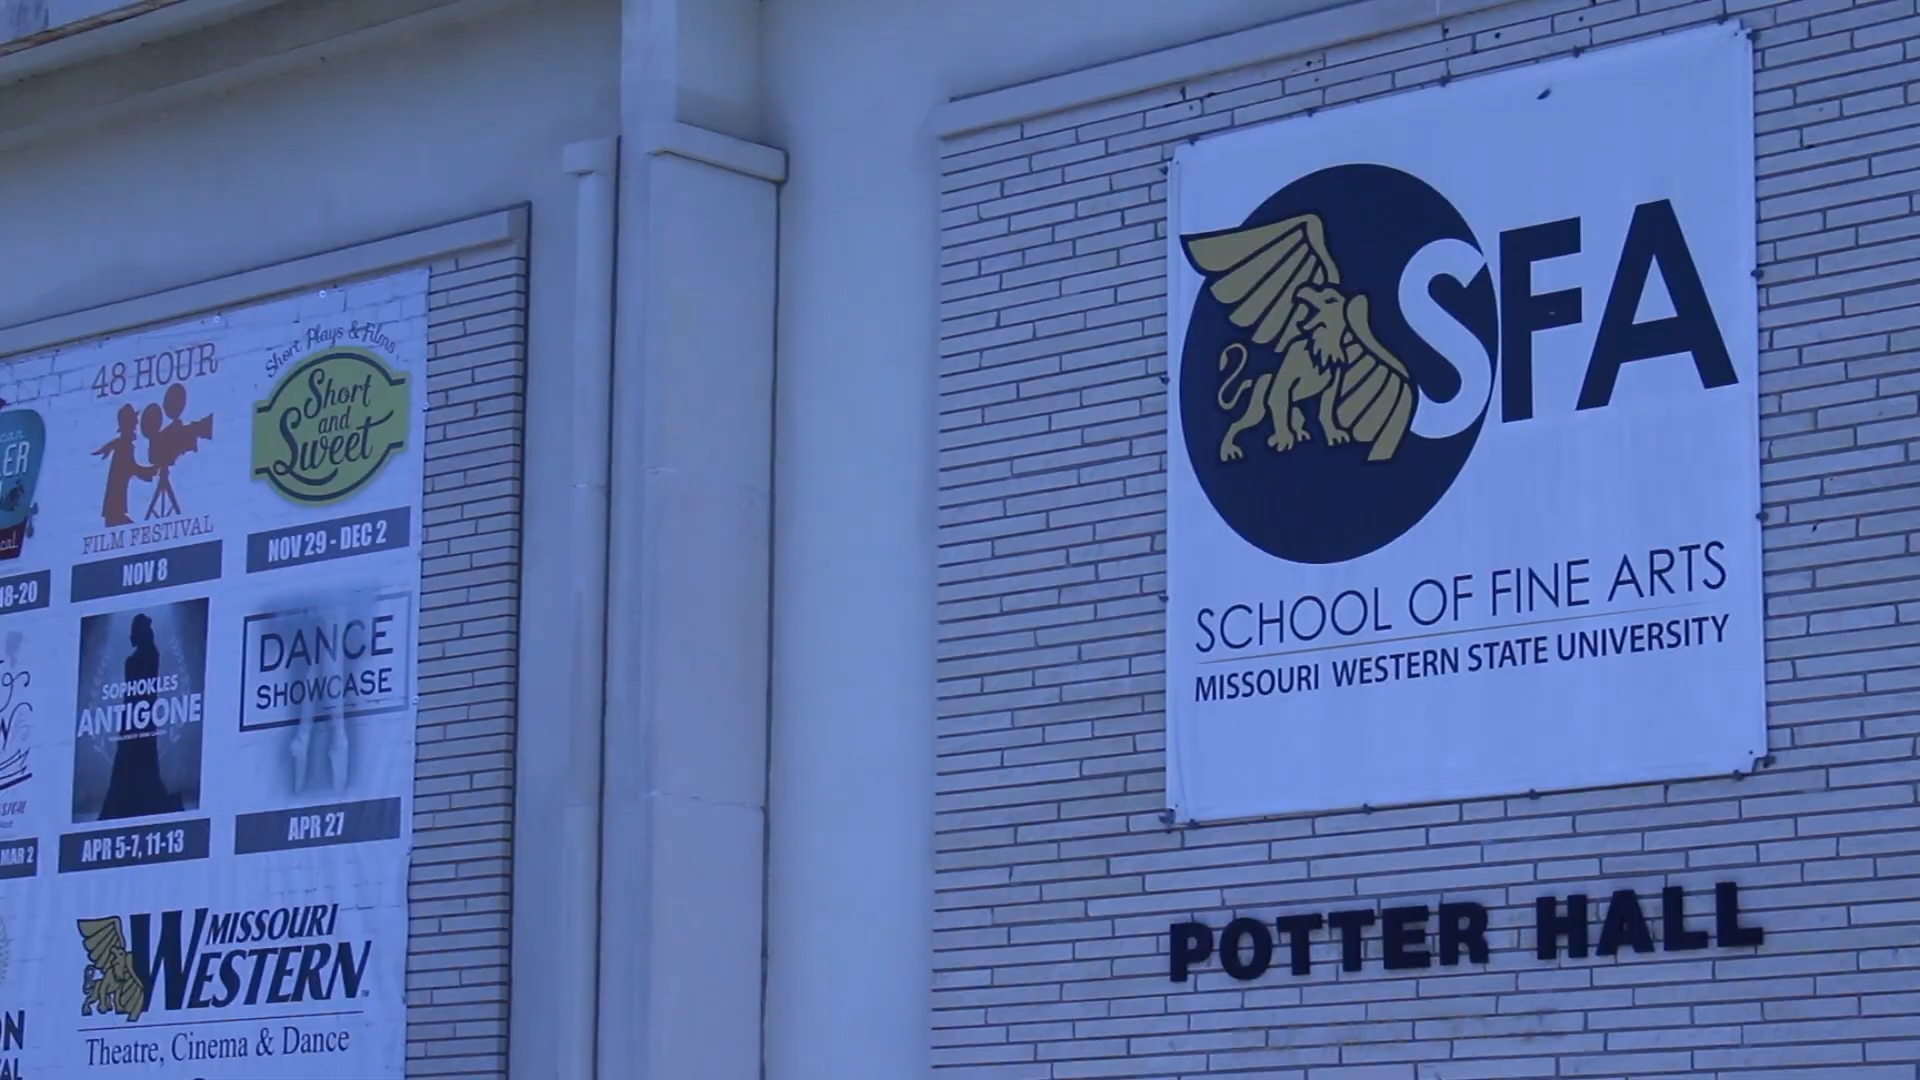 48 HOUR
FILM FESTIVAL
NOV 8
Short Plays & Films
Short
and
Sweet
NOV 29 - DEC 2
18-20
SOPHOKLES
ANTIGONE
APR 5-7, 11-13
DANCE
SHOWCASE
APR 27
MAR 2
MISSOURI
WESTERN
Theatre, Cinema & Dance
SFA
SCHOOL OF FINE ARTS
MISSOURI WESTERN STATE UNIVERSITY
POTTER HALL